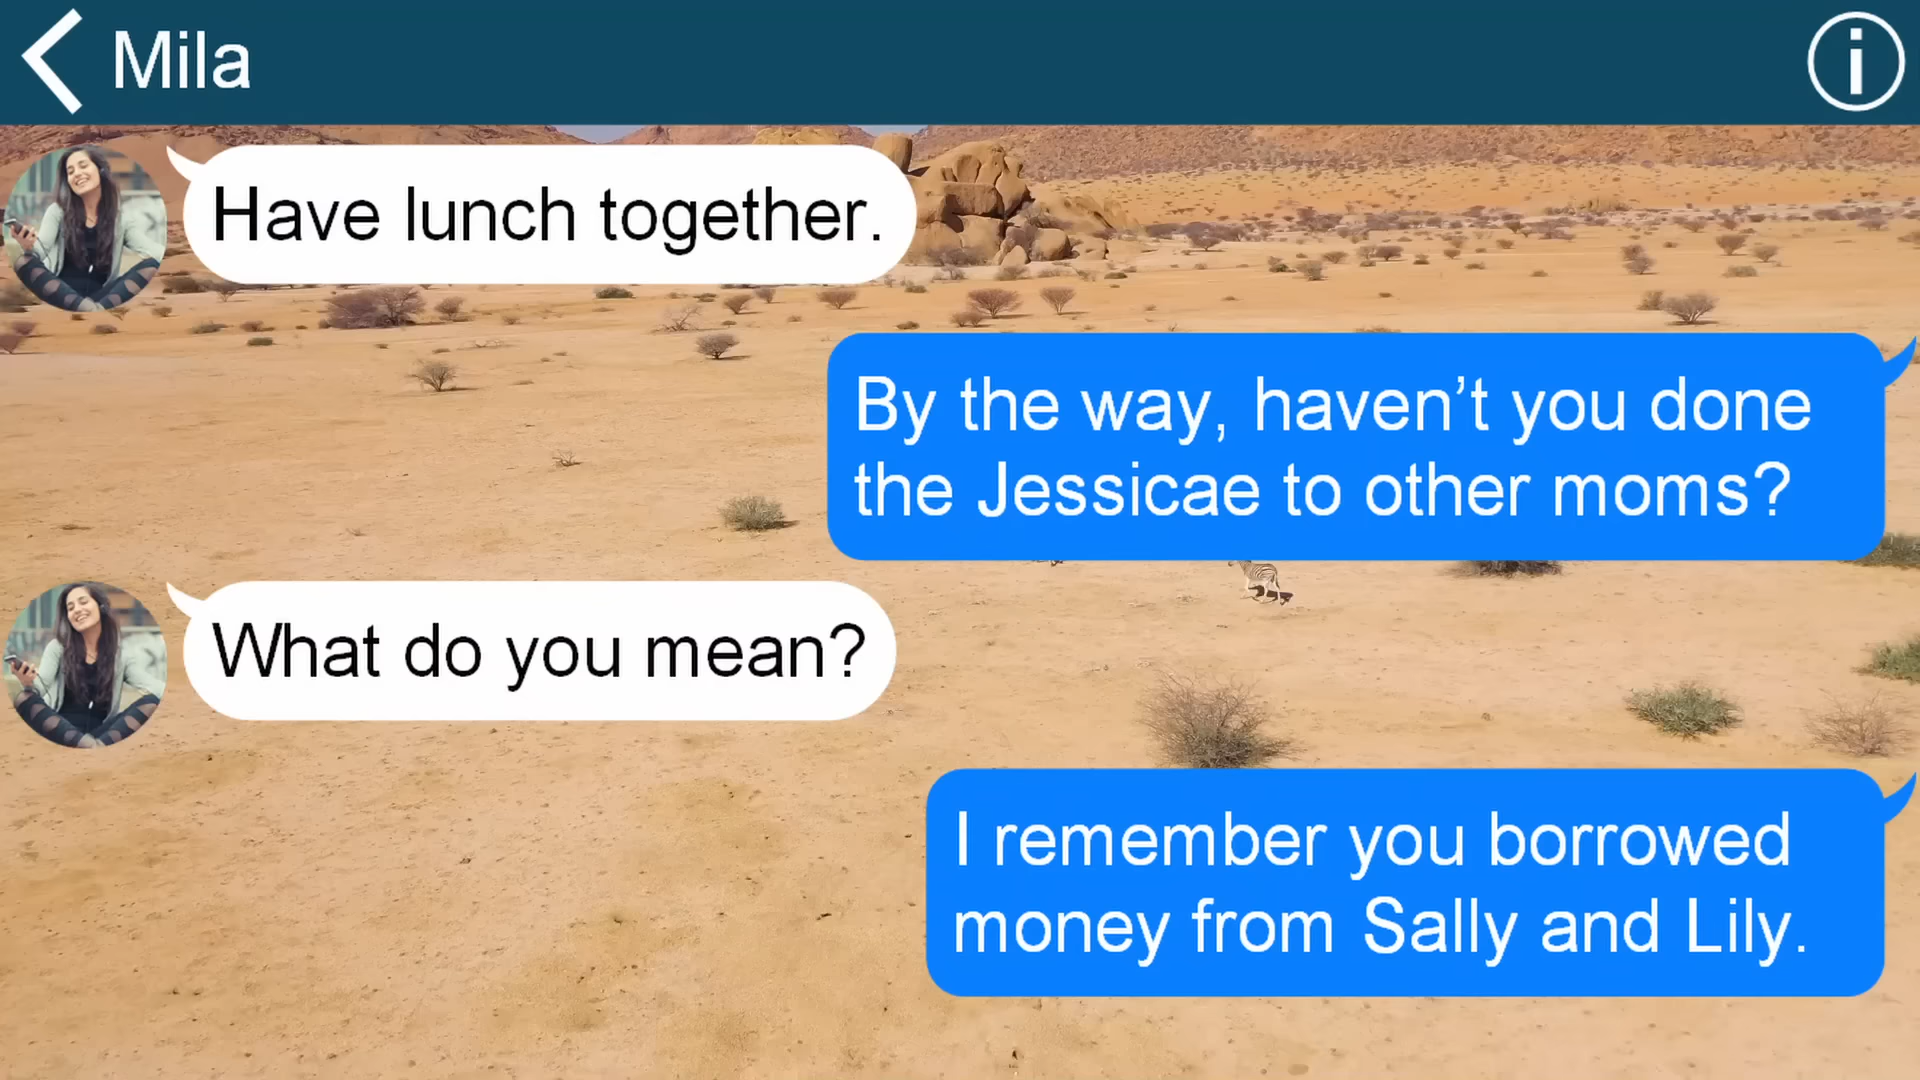 Mila
Have lunch together.
By the way, haven’t you done
the Jessicae to other moms?
What do you mean?
I remember you borrowed
money from Sally and Lily.